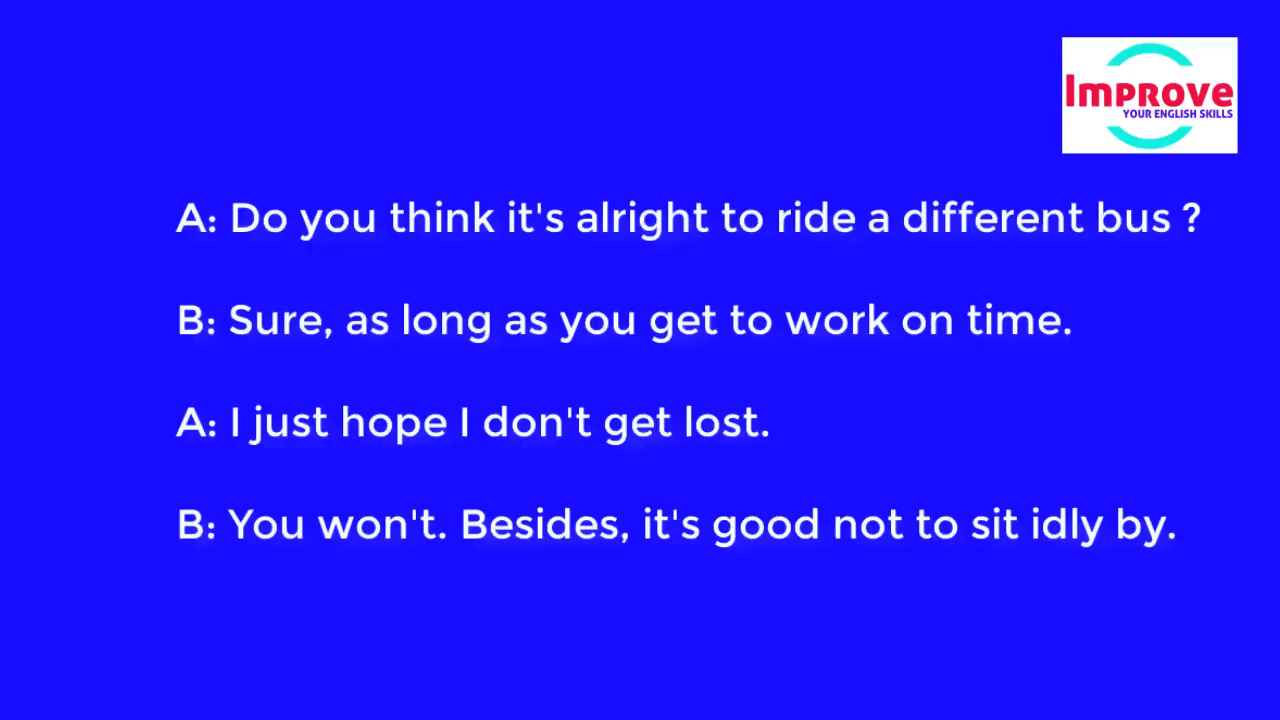 Improve
YOUR ENGLISH SKILLS
A: Do you think it's alright to ride a different bus ?
B: Sure, as long as you get to work on time.
A: I just hope I don't get lost.
B: You won't. Besides, it's good not to sit idly by.